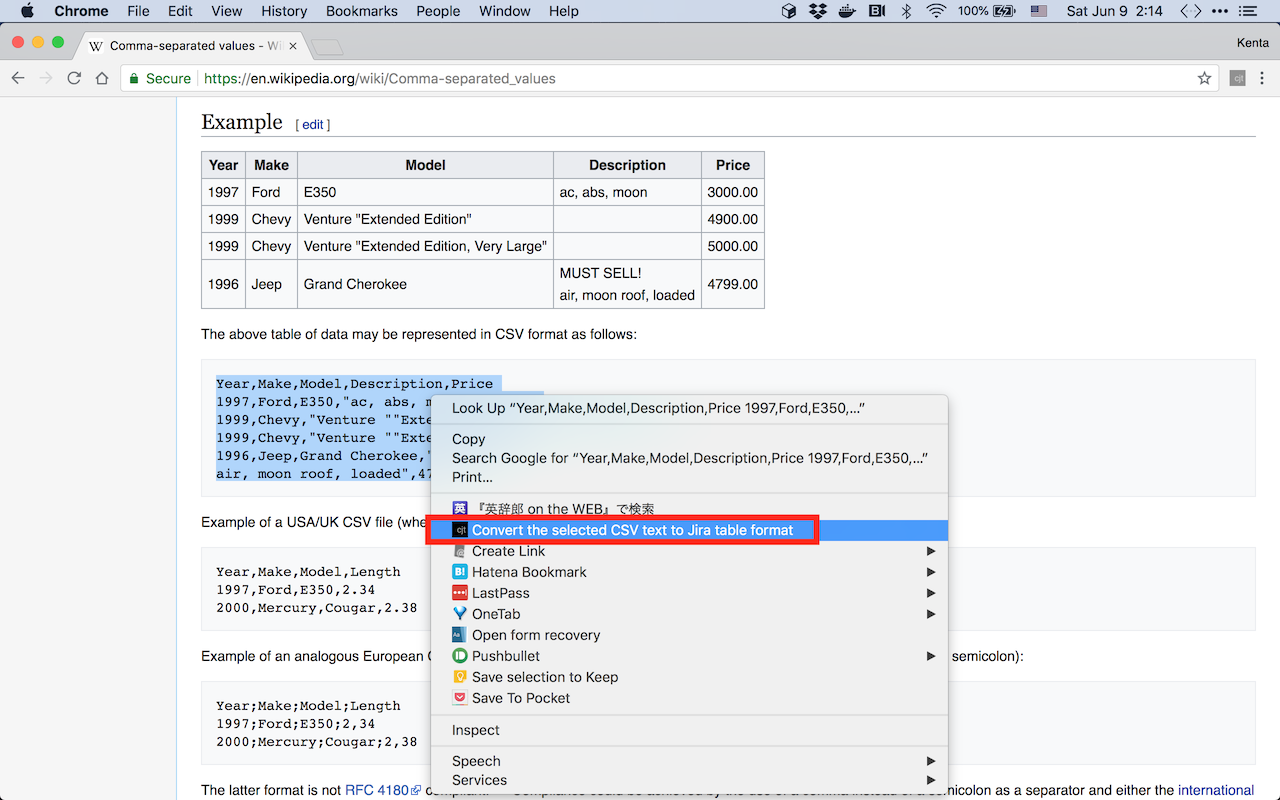 Chrome File Edit View History Bookmarks People Window Help 100% Sat Jun 9 2:14
W Comma-separated values - Wi Kenta
Secure https://en.wikipedia.org/wiki/Comma-separated_values cjt
Example [ edit ]
Year Make Model Description Price
1997 Ford E350 ac, abs, moon 3000.00
1999 Chevy Venture "Extended Edition" 4900.00
1999 Chevy Venture "Extended Edition, Very Large" 5000.00
1996 Jeep Grand Cherokee MUST SELL!
air, moon roof, loaded 4799.00
The above table of data may be represented in CSV format as follows:
Year,Make,Model,Description,Price
1997,Ford,E350,"ac, abs, m
1999,Chevy,"Venture ""Exte
1999,Chevy,"Venture ""Exte
1996,Jeep,Grand Cherokee,"
air, moon roof, loaded",47
Look Up “Year,Make,Model,Description,Price 1997,Ford,E350,...”
Copy
Search Google for “Year,Make,Model,Description,Price 1997,Ford,E350,...”
Print...
英 『英辞郎 on the WEB』で検索
cjt Convert the selected CSV text to Jira table format
Create Link
B! Hatena Bookmark
LastPass
OneTab
Open form recovery
Pushbullet
Save selection to Keep
Save To Pocket
Inspect
Speech
Services
Example of a USA/UK CSV file (whe
Year,Make,Model,Length
1997,Ford,E350,2.34
2000,Mercury,Cougar,2.38
Example of an analogous European semicolon):
Year;Make;Model;Length
1997;Ford;E350;2,34
2000;Mercury;Cougar;2,38
The latter format is not RFC 4180 semicolon as a separator and either the international